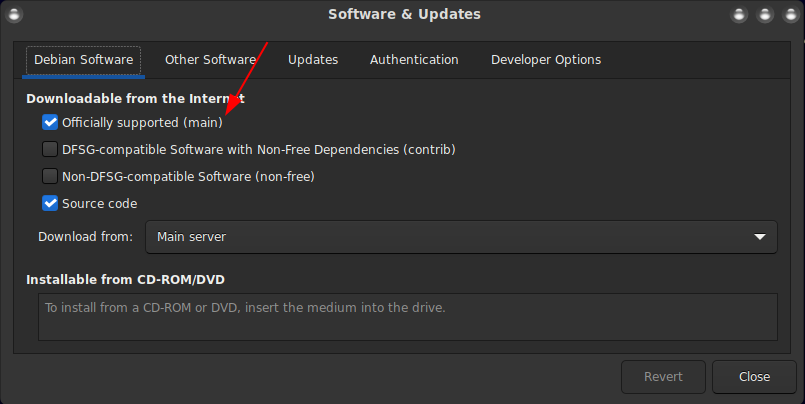 Software & Updates
Debian Software Other Software Updates Authentication Developer Options
Downloadable from the Internet
Officially supported (main)
DFSG-compatible Software with Non-Free Dependencies (contrib)
Non-DFSG-compatible Software (non-free)
Source code
Download from: Main server
Installable from CD-ROM/DVD
To install from a CD-ROM or DVD, insert the medium into the drive.
Revert Close